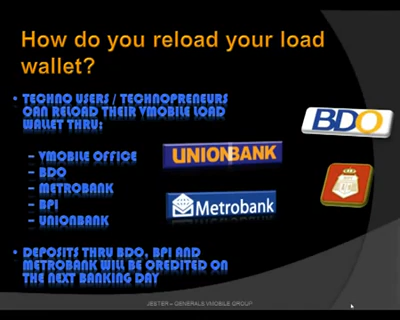 How do you reload your load
wallet?
• TECHNO USERS / TECHNOPRENEURS
CAN RELOAD THEIR VMOBILE LOAD
WALLET THRU:
– VMOBILE OFFICE
– BDO
– METROBANK
– BPI
– UNIONBANK
• DEPOSITS THRU BDO, BPI AND
METROBANK WILL BE CREDITED ON
THE NEXT BANKING DAY
BDO
UNIONBANK
Metrobank
JESTER – GENERALS VMOBILE GROUP